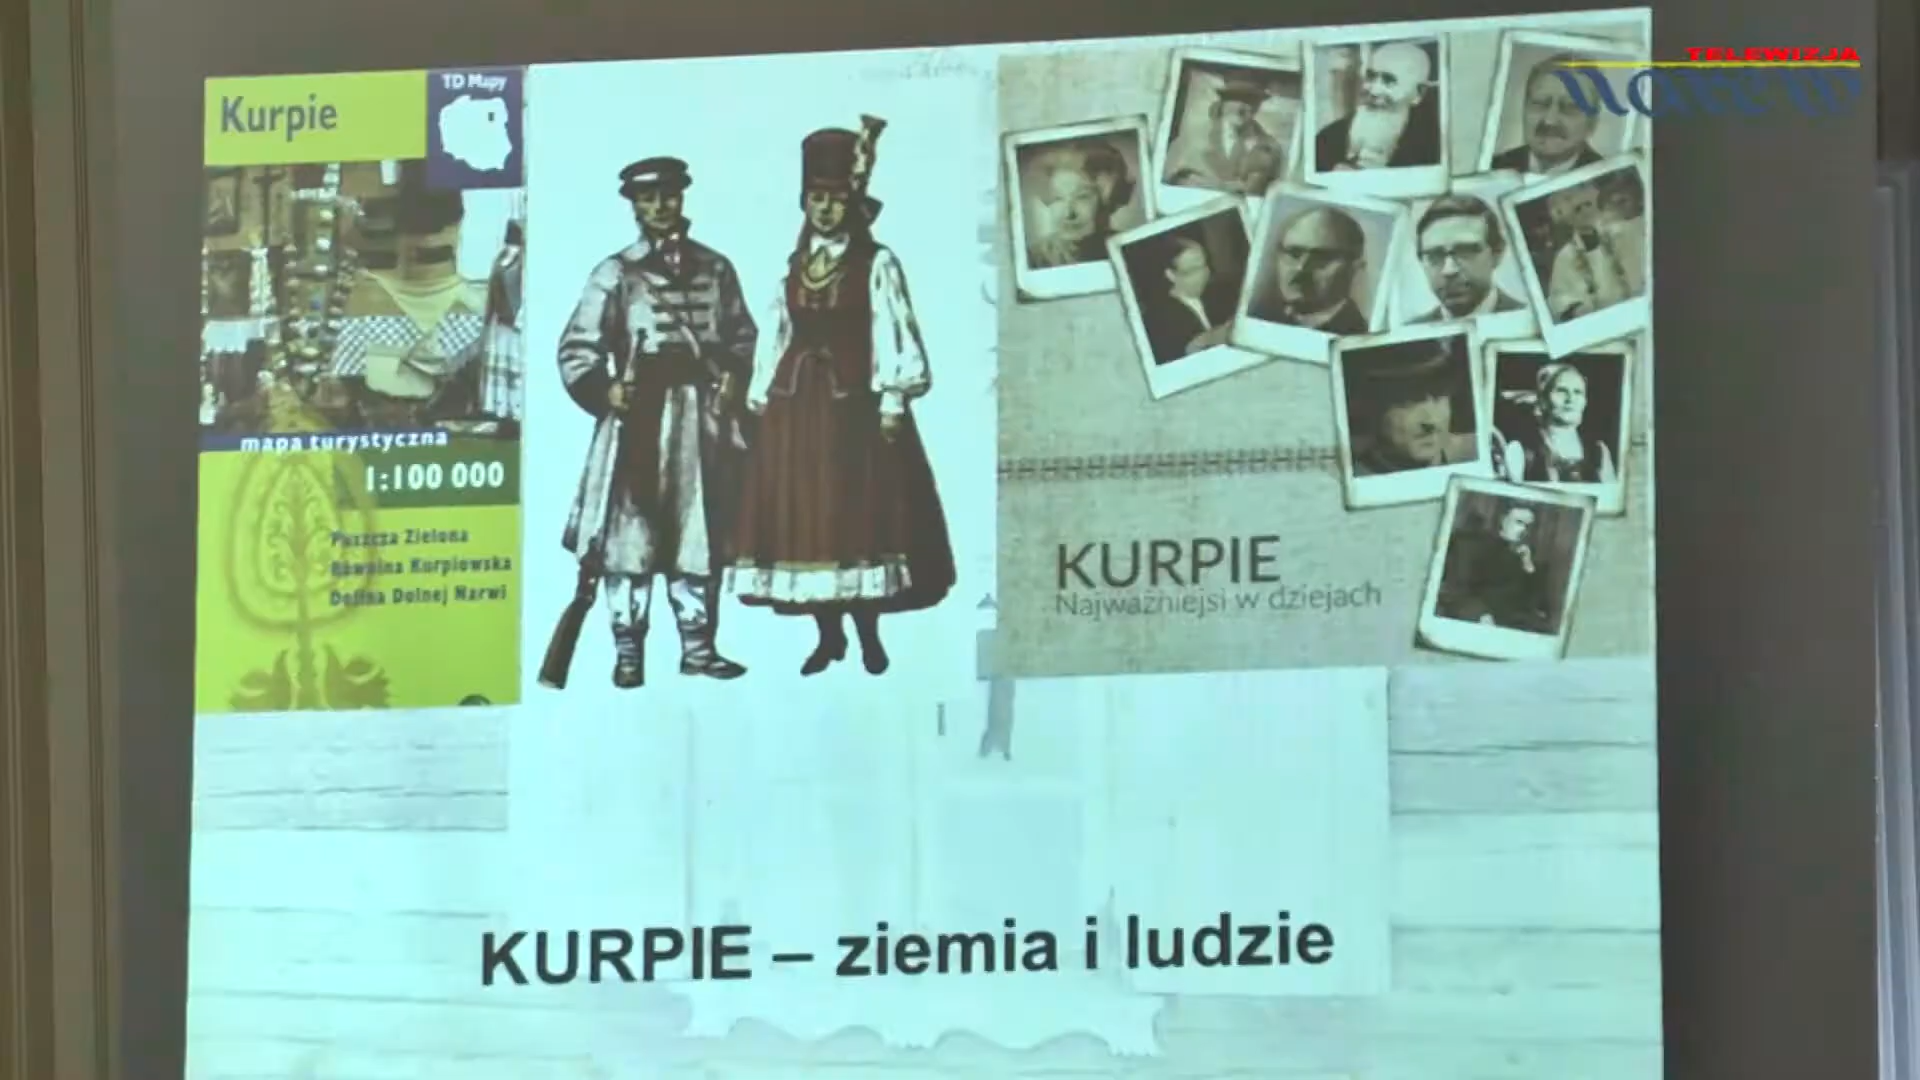 TELEWIZJA
Narew
Kurpie
TD Mapy
mapa turystyczna
1:100 000
Puszcza Zielona
Równina Kurpiowska
Dolina Dolnej Narwi
KURPIE
Najważniejsi w dziejach
KURPIE – ziemia i ludzie